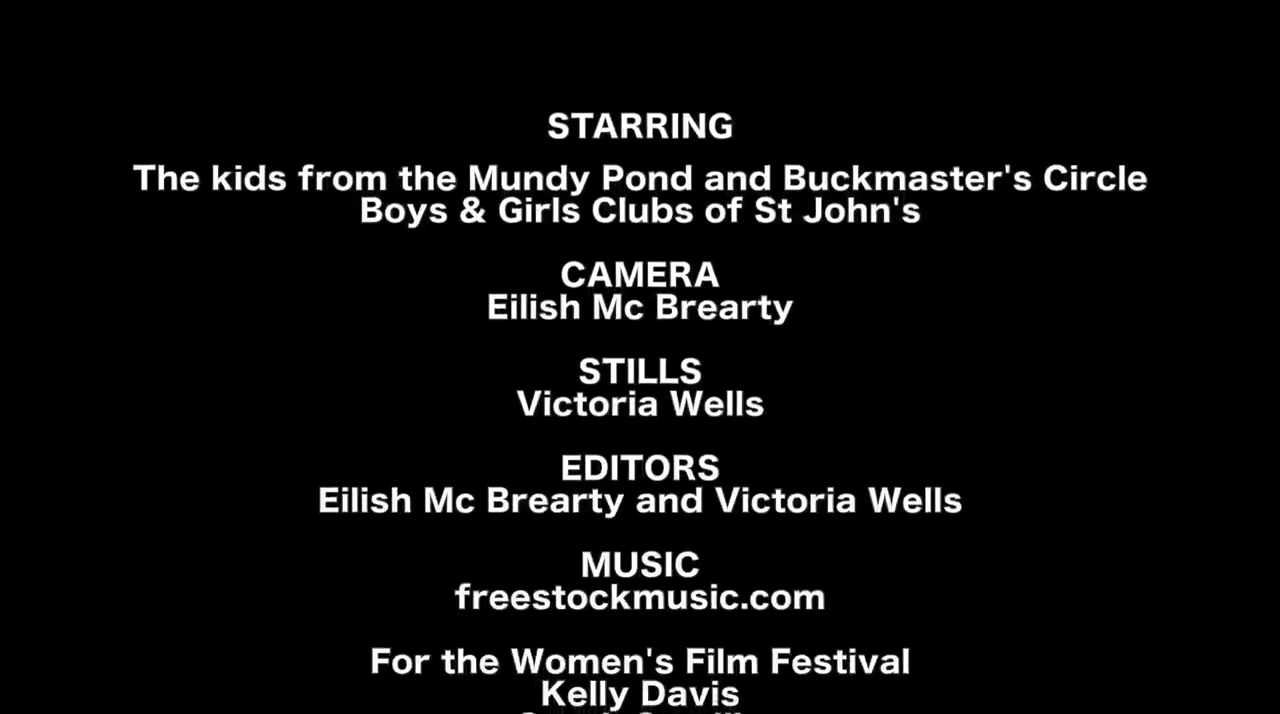 STARRING
The kids from the Mundy Pond and Buckmaster's Circle
Boys & Girls Clubs of St John's
CAMERA
Eilish Mc Brearty
STILLS
Victoria Wells
EDITORS
Eilish Mc Brearty and Victoria Wells
MUSIC
freestockmusic.com
For the Women's Film Festival
Kelly Davis